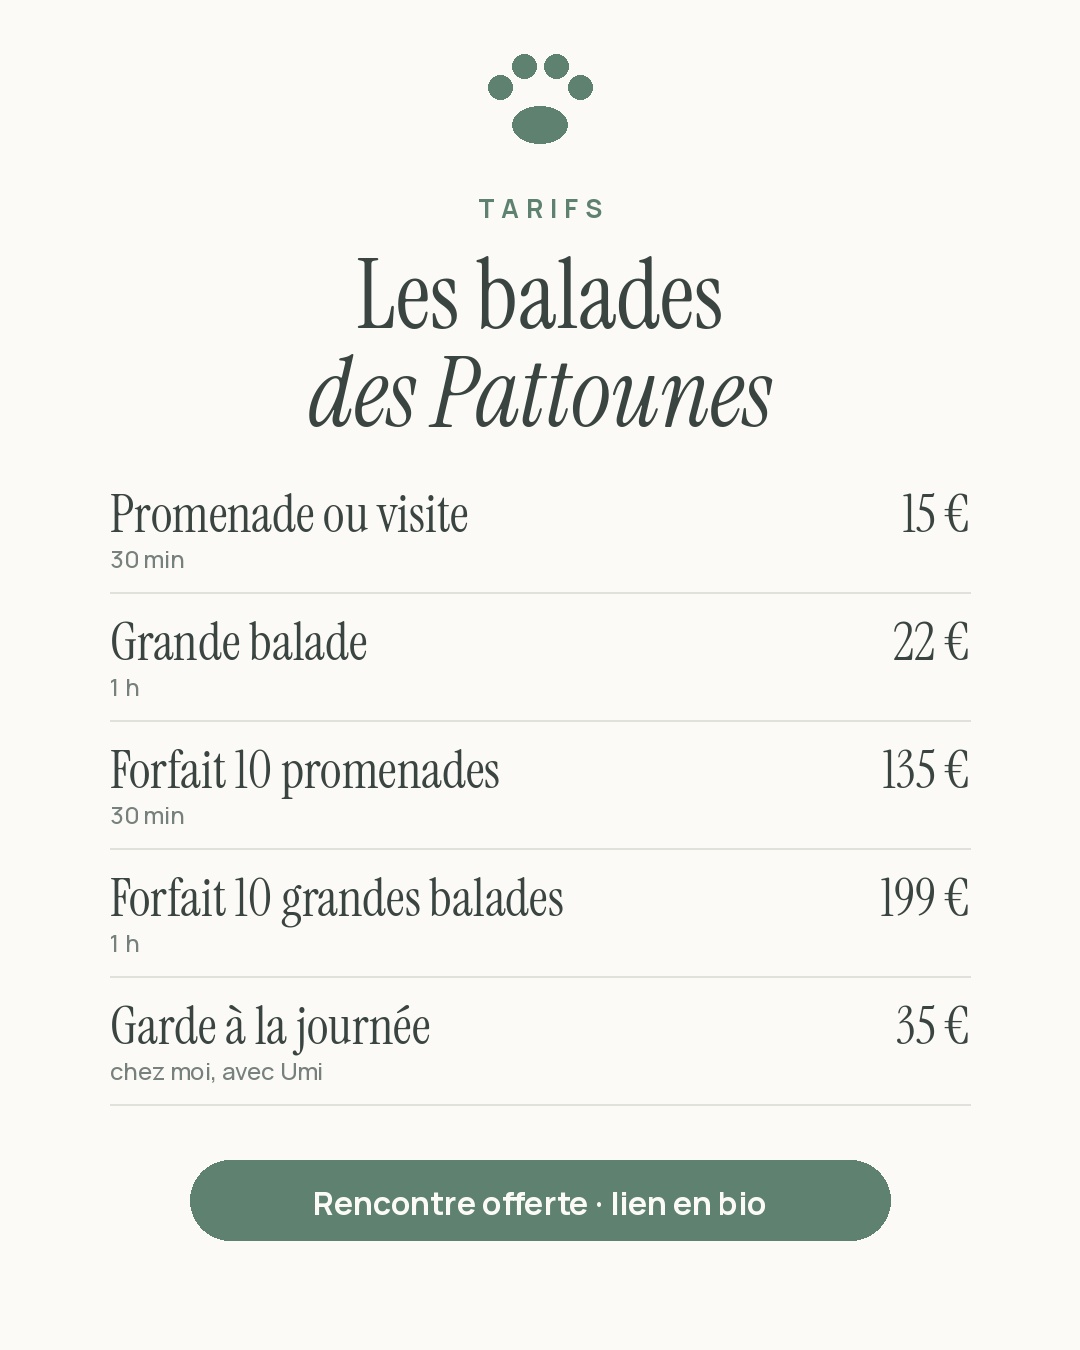 TARIFS
Les balades
des Pattounes
Promenade ou visite 15 €
30 min
Grande balade 22 €
1 h
Forfait 10 promenades 135 €
30 min
Forfait 10 grandes balades 199 €
1 h
Garde à la journée 35 €
chez moi, avec Umi
Rencontre offerte · lien en bio